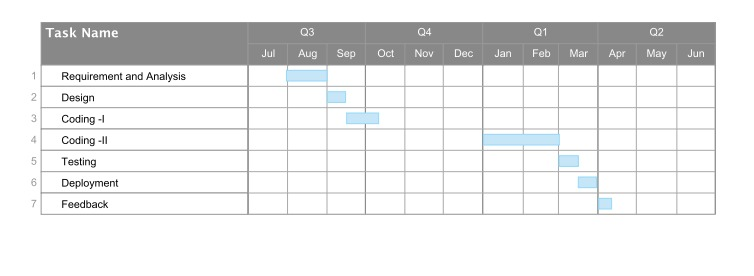 Task Name Q3 Q4 Q1 Q2
Jul Aug Sep Oct Nov Dec Jan Feb Mar Apr May Jun
1 Requirement and Analysis
2 Design
3 Coding -I
4 Coding -II
5 Testing
6 Deployment
7 Feedback